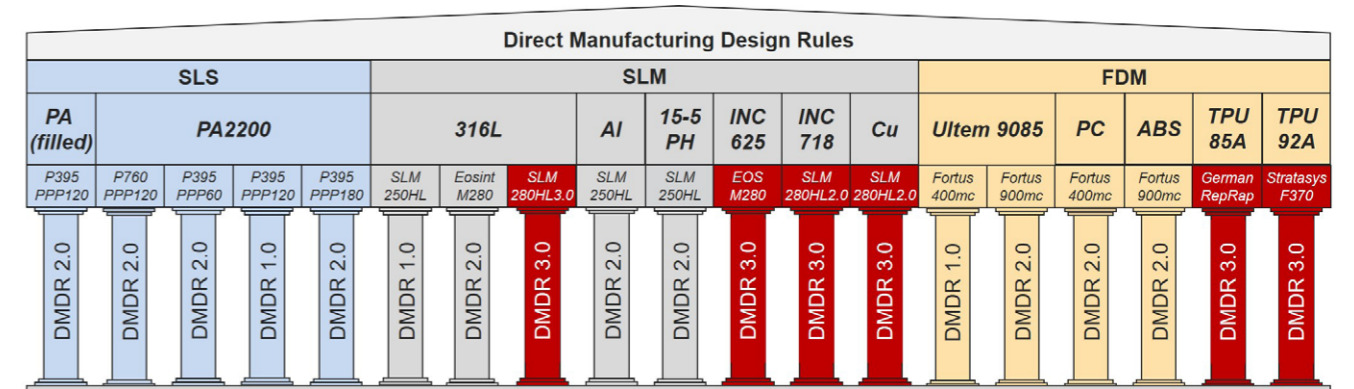 Direct Manufacturing Design Rules
SLS SLM FDM
PA (filled)
PA2200
316L
Al
15-5 PH
INC 625
INC 718
Cu
Ultem 9085
PC
ABS
TPU 85A
TPU 92A
P395 PPP120
P760 PPP120
P395 PPP60
P395 PPP120
P395 PPP180
SLM 250HL
Eosint M280
SLM 280HL3.0
SLM 250HL
SLM 250HL
EOS M280
SLM 280HL2.0
SLM 280HL2.0
Fortus 400mc
Fortus 900mc
Fortus 400mc
Fortus 900mc
German RepRap
Stratasys F370
DMDR 2.0
DMDR 2.0
DMDR 2.0
DMDR 1.0
DMDR 2.0
DMDR 1.0
DMDR 2.0
DMDR 3.0
DMDR 2.0
DMDR 2.0
DMDR 3.0
DMDR 3.0
DMDR 3.0
DMDR 1.0
DMDR 2.0
DMDR 2.0
DMDR 2.0
DMDR 3.0
DMDR 3.0